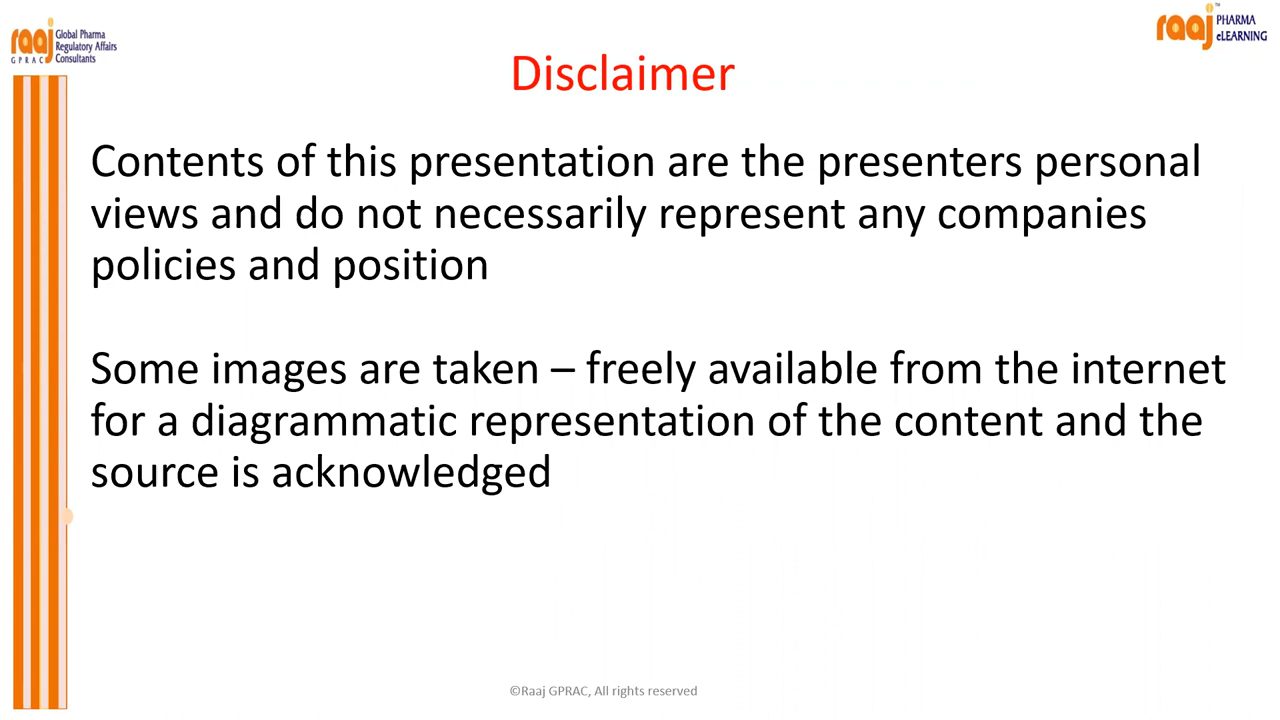 raaj Global Pharma
Regulatory Affairs
GPRAC Consultants
raaj PHARMA
™
eLEARNING
Disclaimer
Contents of this presentation are the presenters personal
views and do not necessarily represent any companies
policies and position
Some images are taken – freely available from the internet
for a diagrammatic representation of the content and the
source is acknowledged
©Raaj GPRAC, All rights reserved